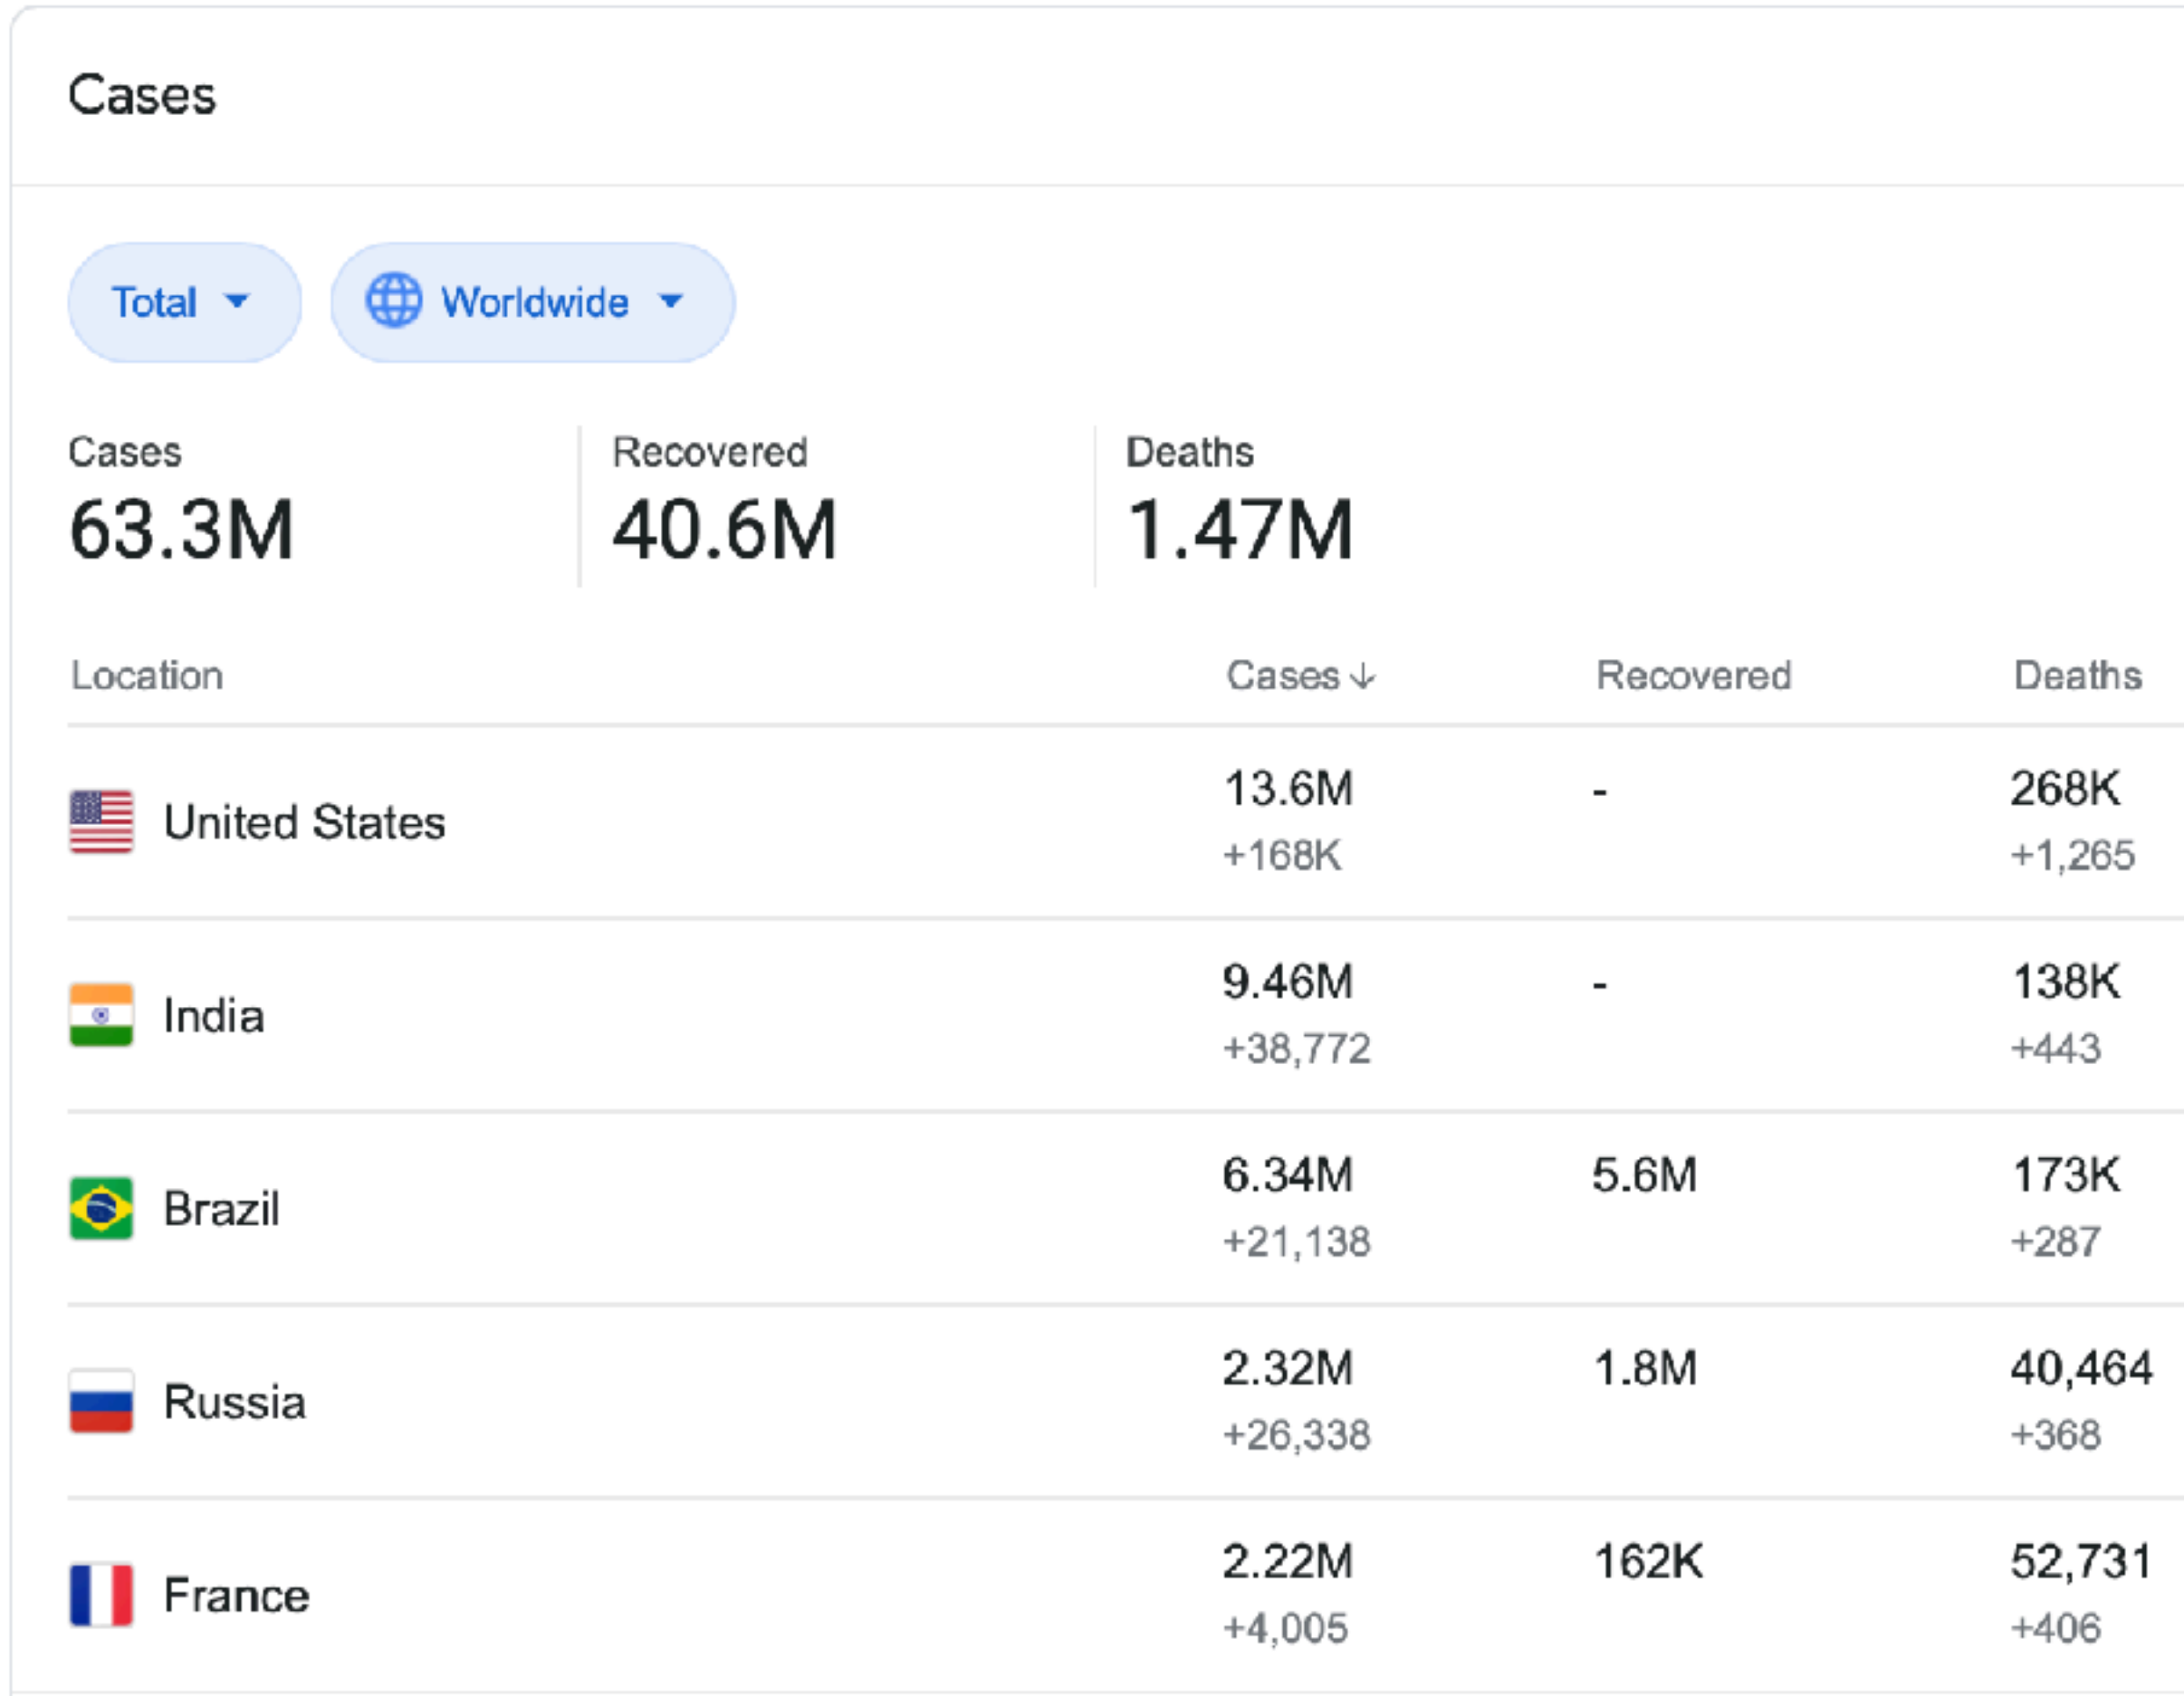 Cases
Total
Worldwide
Cases Recovered Deaths
63.3M 40.6M 1.47M
Location Cases↓ Recovered Deaths
United States 13.6M - 268K
+168K +1,265
India 9.46M - 138K
+38,772 +443
Brazil 6.34M 5.6M 173K
+21,138 +287
Russia 2.32M 1.8M 40,464
+26,338 +368
France 2.22M 162K 52,731
+4,005 +406